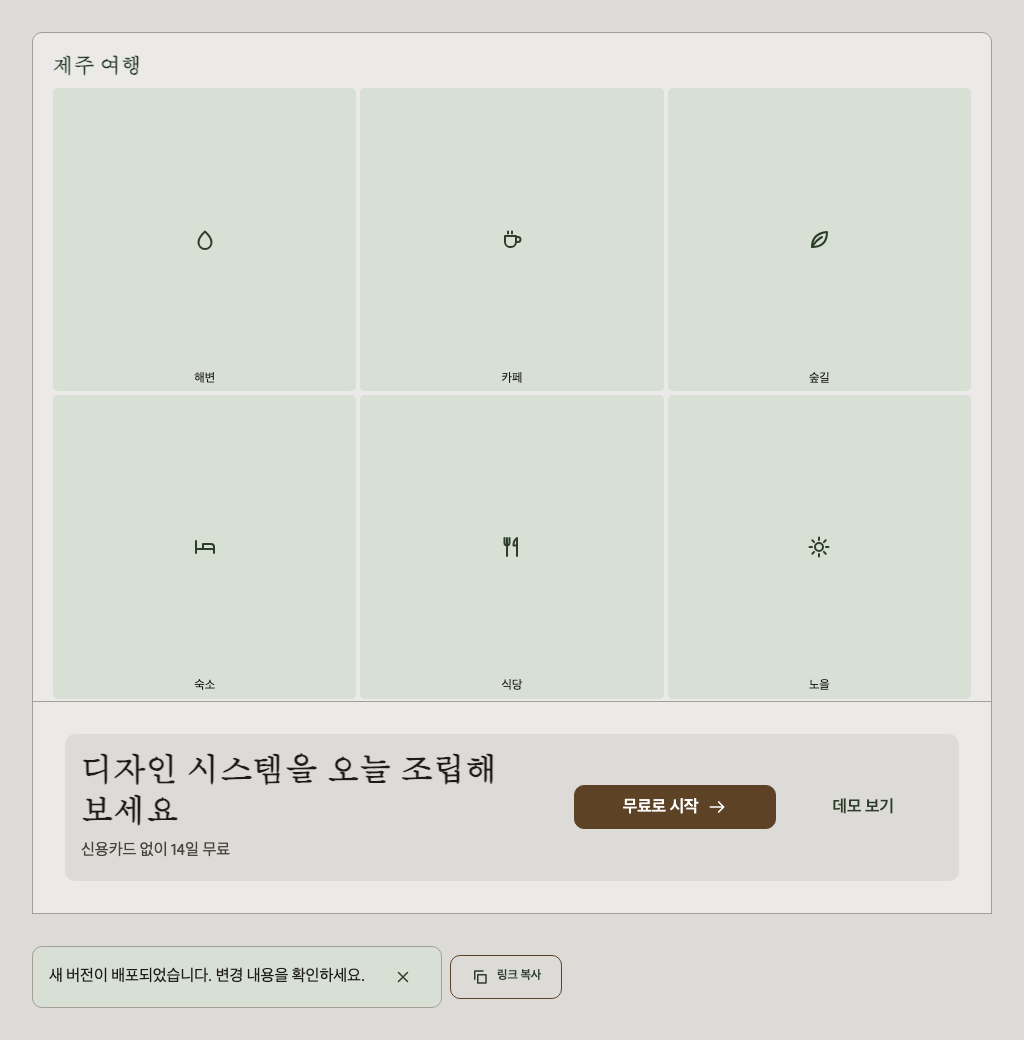 제주 여행
해변
카페
숲길
숙소
식당
노을
디자인 시스템을 오늘 조립해
보세요
신용카드 없이 14일 무료
무료로 시작
데모 보기
새 버전이 배포되었습니다. 변경 내용을 확인하세요.
링크 복사